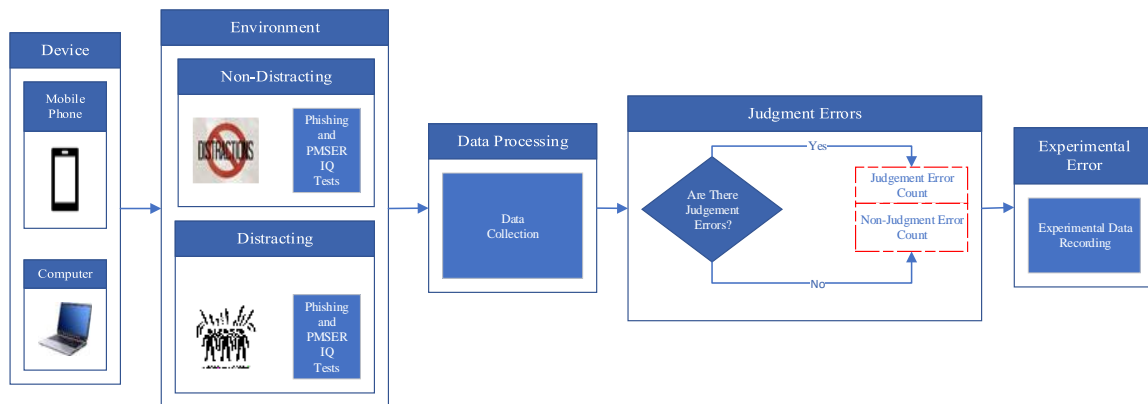 Device
Mobile
Phone
Computer
Environment
Non-Distracting
DISTRACTIONS
Phishing
and
PMSER
IQ
Tests
Distracting
Phishing
and
PMSER
IQ
Tests
Data Processing
Data
Collection
Judgment Errors
Are There
Judgement
Errors?
Yes
No
Judgement Error
Count
Non-Judgment Error
Count
Experimental
Error
Experimental Data
Recording